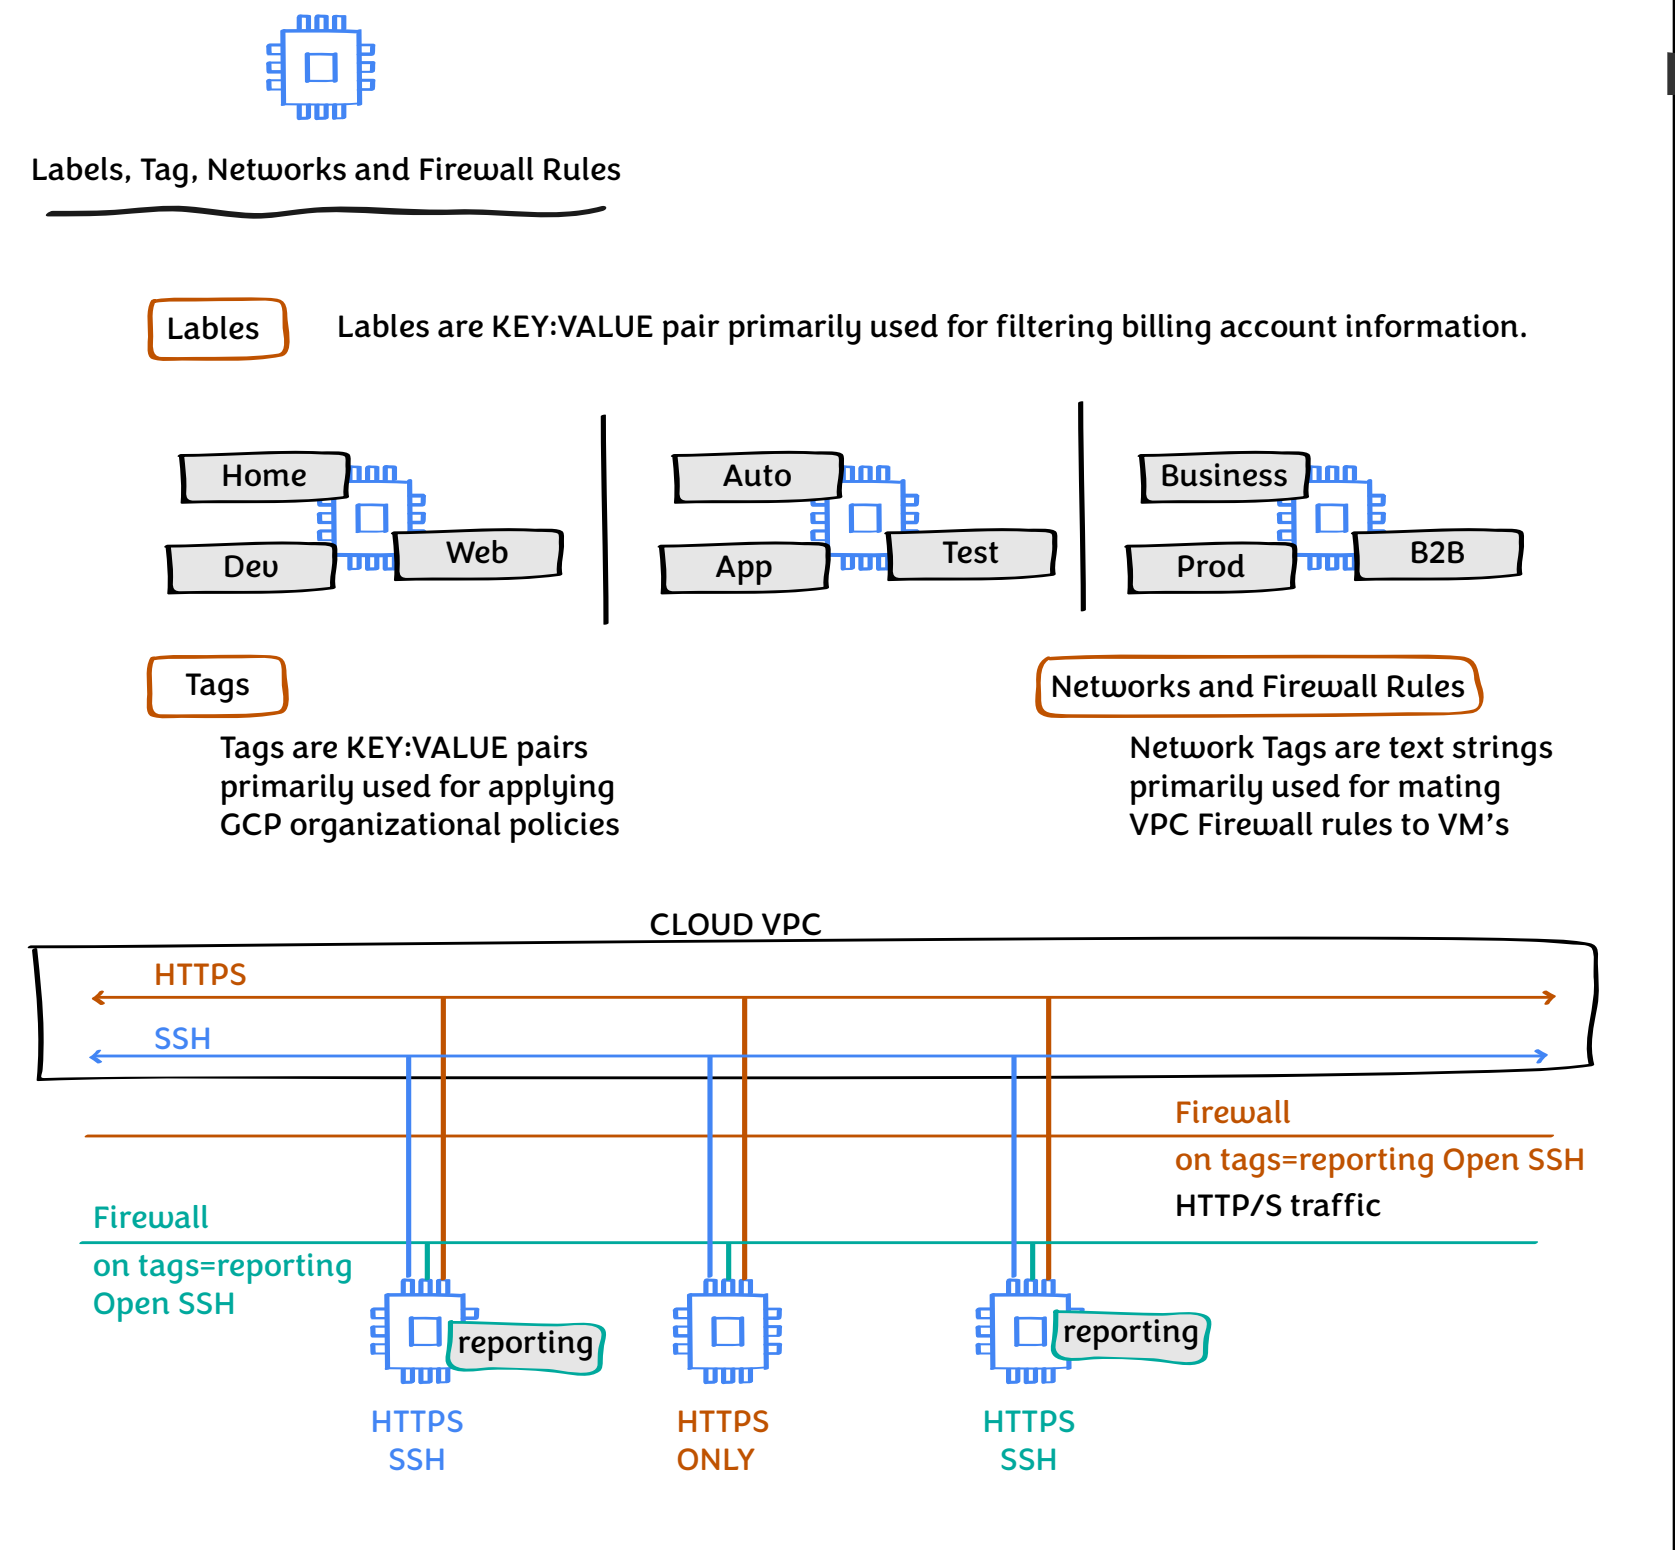 Labels, Tag, Networks and Firewall Rules
Lables
Lables are KEY:VALUE pair primarily used for filtering billing account information.
Home
Dev
Web
Auto
App
Test
Business
Prod
B2B
Tags
Tags are KEY:VALUE pairs
primarily used for applying
GCP organizational policies
Networks and Firewall Rules
Network Tags are text strings
primarily used for mating
VPC Firewall rules to VM's
CLOUD VPC
HTTPS
SSH
Firewall
on tags=reporting Open SSH
HTTP/S traffic
Firewall
on tags=reporting
Open SSH
reporting
reporting
HTTPS
SSH
HTTPS
ONLY
HTTPS
SSH